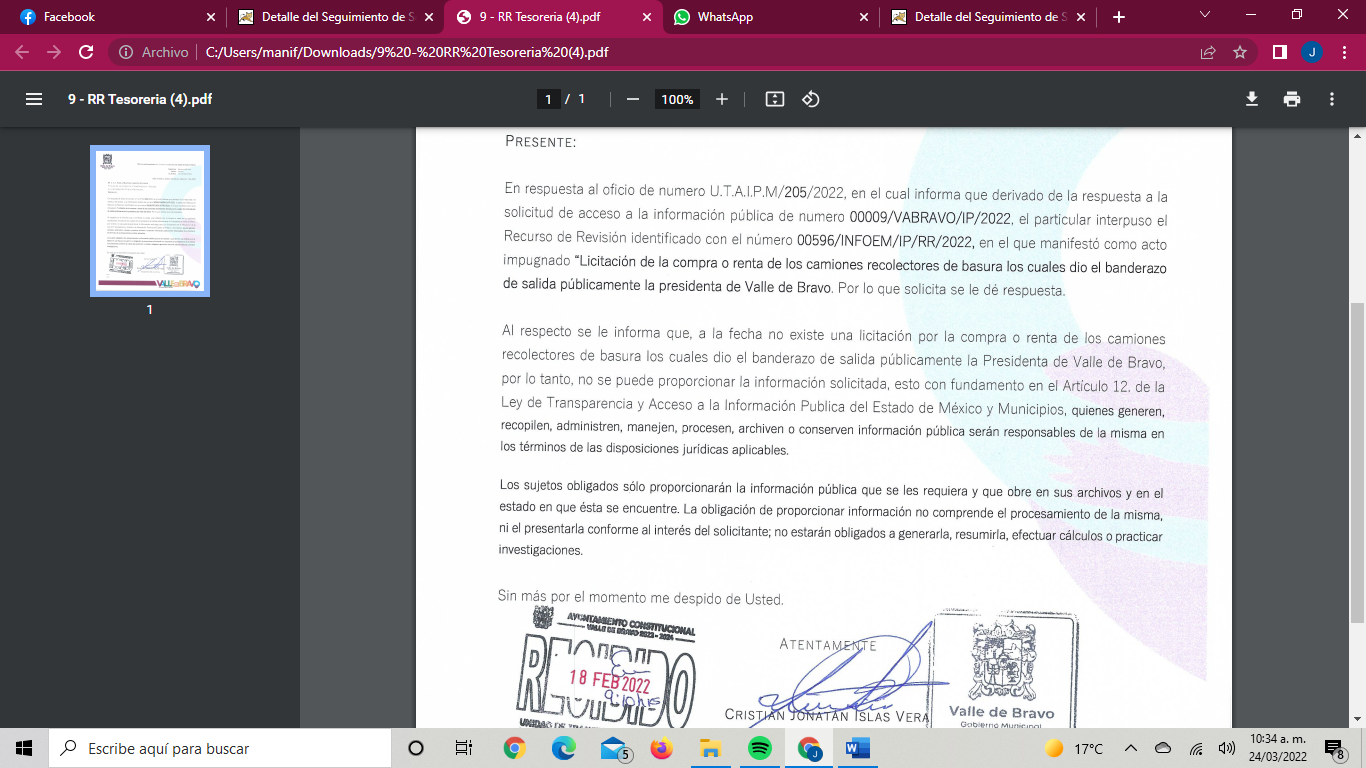 Facebook
Detalle del Seguimiento de S
9 - RR Tesoreria (4).pdf
WhatsApp
Detalle del Seguimiento de S
Archivo
C:/Users/manif/Downloads/9%20-%20RR%20Tesoreria%20(4).pdf
J
9 - RR Tesoreria (4).pdf
1 / 1
100%
1
PRESENTE:
En respuesta al oficio de numero U.T.A.I.P.M/205/2022, en el cual informa que derivado de la respuesta a la
solicitud de acceso a la información pública de numero 00039/VABRAVO/IP/2022, el particular interpuso el
Recurso de Revisión identificado con el número 00596/INFOEM/IP/RR/2022, en el que manifestó como acto
impugnado “Licitación de la compra o renta de los camiones recolectores de basura los cuales dio el banderazo
de salida públicamente la presidenta de Valle de Bravo. Por lo que solicita se le dé respuesta.
Al respecto se le informa que, a la fecha no existe una licitación por la compra o renta de los camiones
recolectores de basura los cuales dio el banderazo de salida públicamente la Presidenta de Valle de Bravo,
por lo tanto, no se puede proporcionar la información solicitada, esto con fundamento en el Artículo 12. de la
Ley de Transparencia y Acceso a la Información Publica del Estado de México y Municipios, quienes generen,
recopilen, administren, manejen, procesen, archiven o conserven información pública serán responsables de la misma en
los términos de las disposiciones jurídicas aplicables.
Los sujetos obligados sólo proporcionarán la información pública que se les requiera y que obre en sus archivos y en el
estado en que ésta se encuentre. La obligación de proporcionar información no comprende el procesamiento de la misma,
ni el presentarla conforme al interés del solicitante; no estarán obligados a generarla, resumirla, efectuar cálculos o practicar
investigaciones.
Sin más por el momento me despido de Usted.
AYUNTAMIENTO CONSTITUCIONAL
VALLE DE BRAVO 2022 - 2024
RECIBIDO
18 FEB 2022
ATENTAMENTE
CRISTIAN JONATAN ISLAS VERA
Valle de Bravo
Gobierno Municipal
Escribe aquí para buscar
5
J
17°C
10:34 a. m.
24/03/2022
8